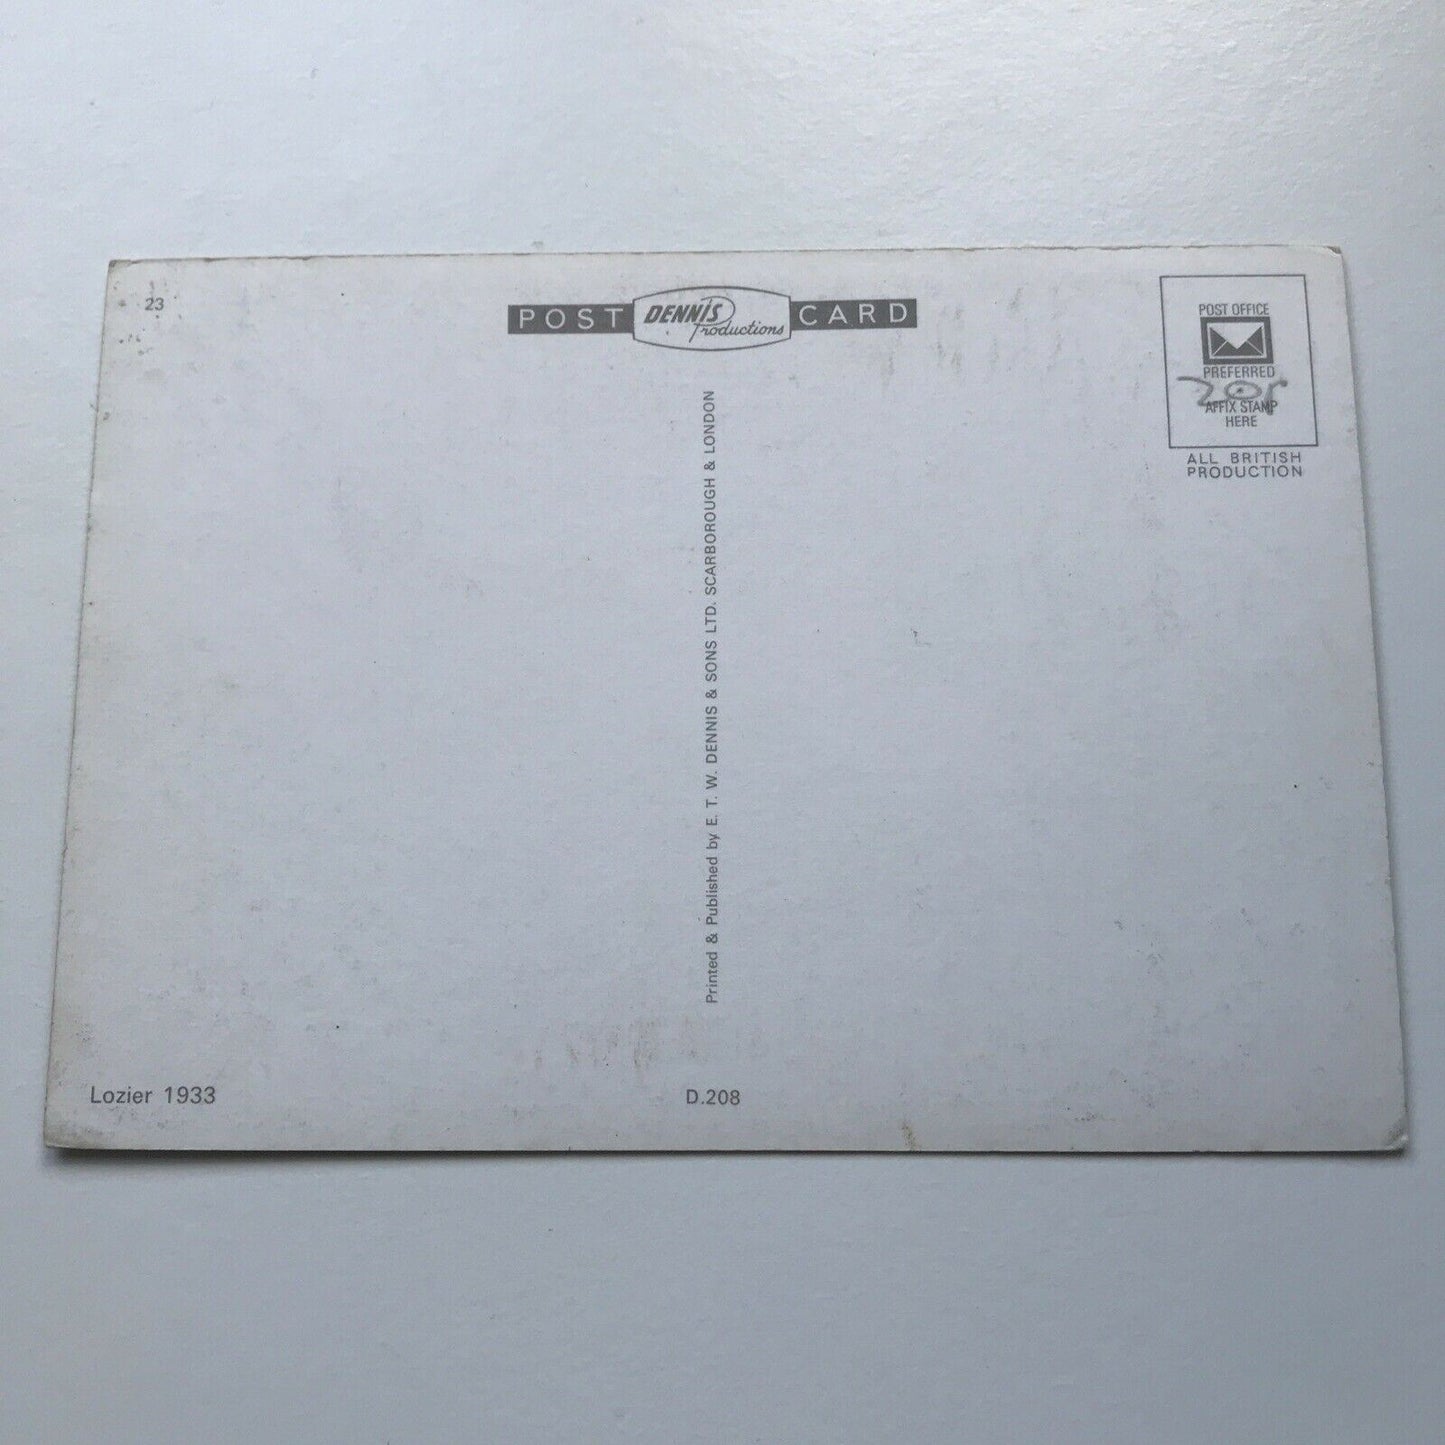 23
POST DENNIS Productions CARD
POST OFFICE
PREFERRED
20p
AFFIX STAMP
HERE
ALL BRITISH
PRODUCTION
Printed & Published by E. T. W. DENNIS & SONS LTD. SCARBOROUGH & LONDON
Lozier 1933
D.208